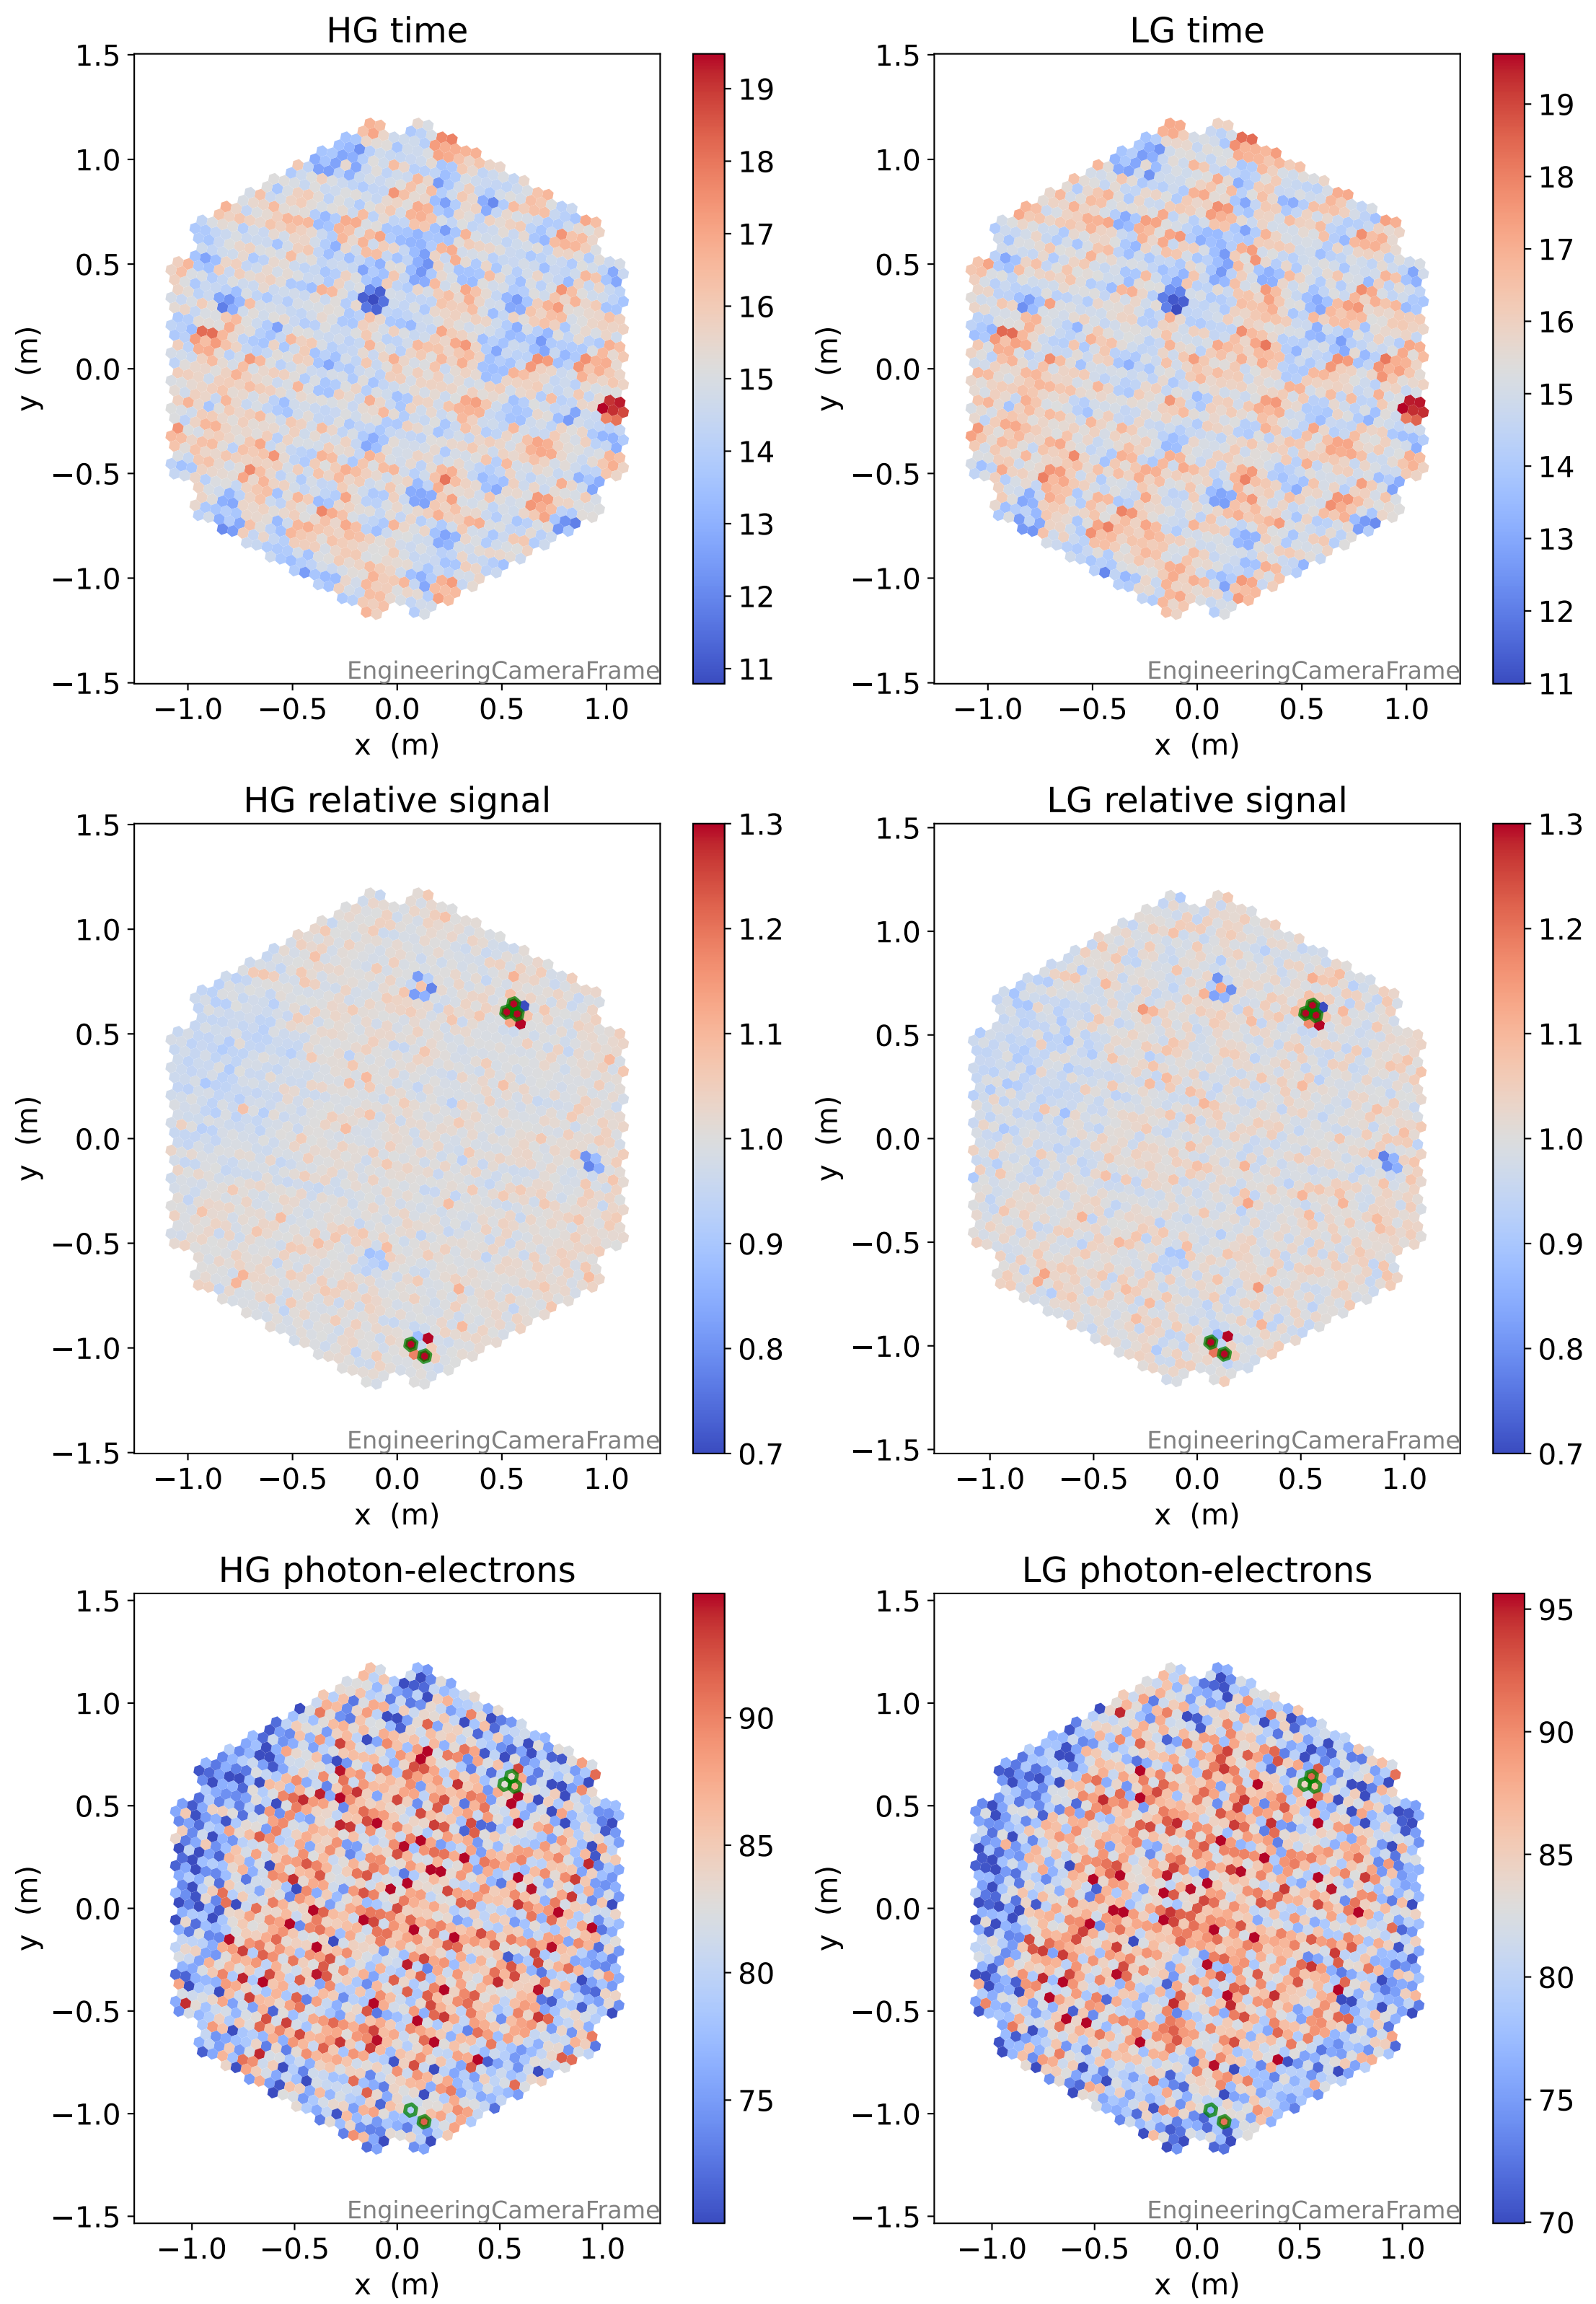 HG time
LG time
1.5
1.0
0.5
0.0
−0.5
−1.0
−1.5
y (m)
−1.0 −0.5 0.0 0.5 1.0
x (m)
EngineeringCameraFrame
19
18
17
16
15
14
13
12
11
1.5
1.0
0.5
0.0
−0.5
−1.0
−1.5
y (m)
−1.0 −0.5 0.0 0.5 1.0
x (m)
EngineeringCameraFrame
19
18
17
16
15
14
13
12
11
HG relative signal
LG relative signal
1.5
1.0
0.5
0.0
−0.5
−1.0
−1.5
y (m)
−1.0 −0.5 0.0 0.5 1.0
x (m)
EngineeringCameraFrame
1.3
1.2
1.1
1.0
0.9
0.8
0.7
1.5
1.0
0.5
0.0
−0.5
−1.0
−1.5
y (m)
−1.0 −0.5 0.0 0.5 1.0
x (m)
EngineeringCameraFrame
1.3
1.2
1.1
1.0
0.9
0.8
0.7
HG photon-electrons
LG photon-electrons
1.5
1.0
0.5
0.0
−0.5
−1.0
−1.5
y (m)
−1.0 −0.5 0.0 0.5 1.0
x (m)
EngineeringCameraFrame
90
85
80
75
1.5
1.0
0.5
0.0
−0.5
−1.0
−1.5
y (m)
−1.0 −0.5 0.0 0.5 1.0
x (m)
EngineeringCameraFrame
95
90
85
80
75
70